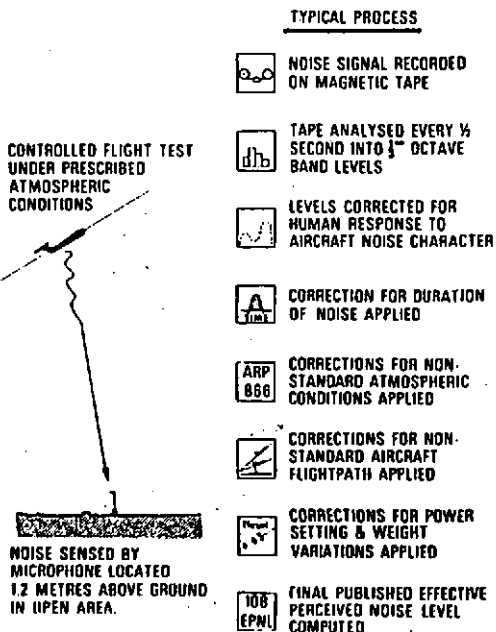 TYPICAL PROCESS
NOISE SIGNAL RECORDED
ON MAGNETIC TAPE
TAPE ANALYSED EVERY ½
SECOND INTO OCTAVE
BAND LEVELS
CONTROLLED FLIGHT TEST
UNDER PRESCRIBED
ATMOSPHERIC
CONDITIONS
LEVELS CORRECTED FOR
HUMAN RESPONSE TO
AIRCRAFT NOISE CHARACTER
TIME
CORRECTION FOR DURATION
OF NOISE APPLIED
ARP
866
CORRECTIONS FOR NON-
STANDARD ATMOSPHERIC
CONDITIONS APPLIED
CORRECTIONS FOR NON-
STANDARD AIRCRAFT
FLIGHTPATH APPLIED
CORRECTIONS FOR POWER
SETTING & WEIGHT
VARIATIONS APPLIED
NOISE SENSED BY
MICROPHONE LOCATED
1.2 METRES ABOVE GROUND
IN OPEN AREA.
108
EPNL
FINAL PUBLISHED EFFECTIVE
PERCEIVED NOISE LEVEL
COMPUTED